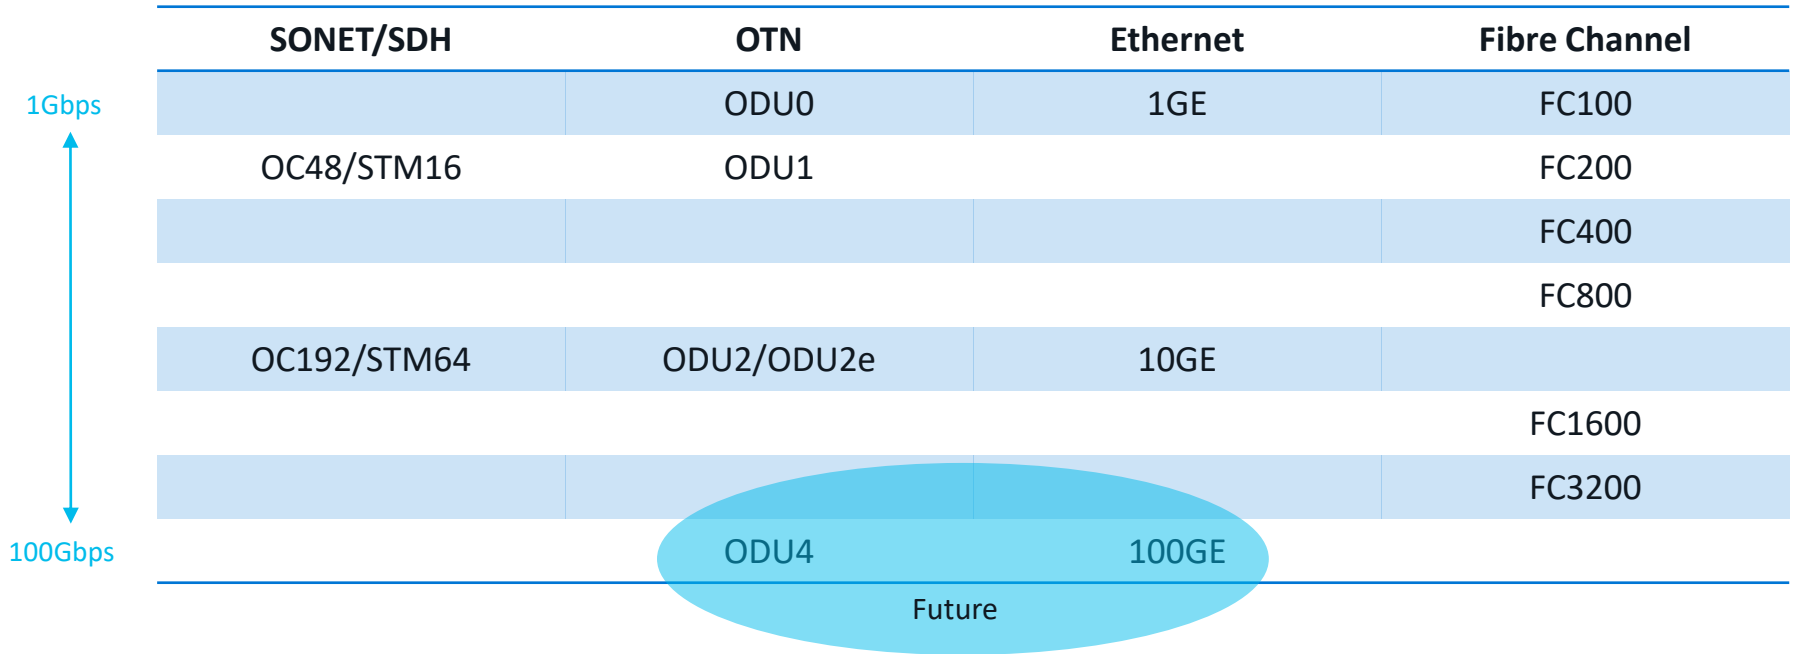 SONET/SDH OTN Ethernet Fibre Channel
1Gbps ODU0 1GE FC100
OC48/STM16 ODU1 FC200
FC400
FC800
OC192/STM64 ODU2/ODU2e 10GE
FC1600
FC3200
100Gbps ODU4 100GE
Future